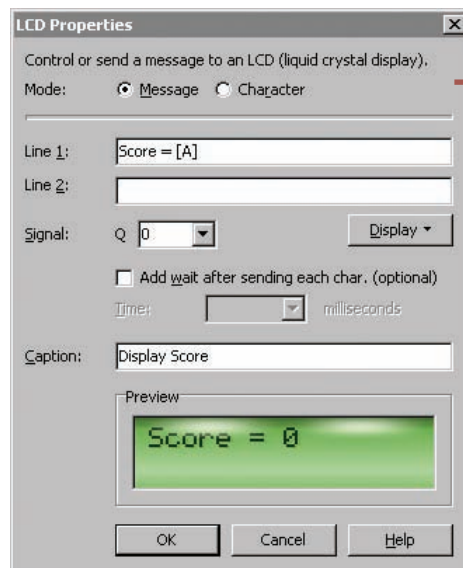 LCD Properties
Control or send a message to an LCD (liquid crystal display).
Mode: Message Character
Line 1: Score = [A]
Line 2:
Signal: Q 0 Display
Add wait after sending each char. (optional)
Time: milliseconds
Caption: Display Score
Preview
Score = 0
OK Cancel Help